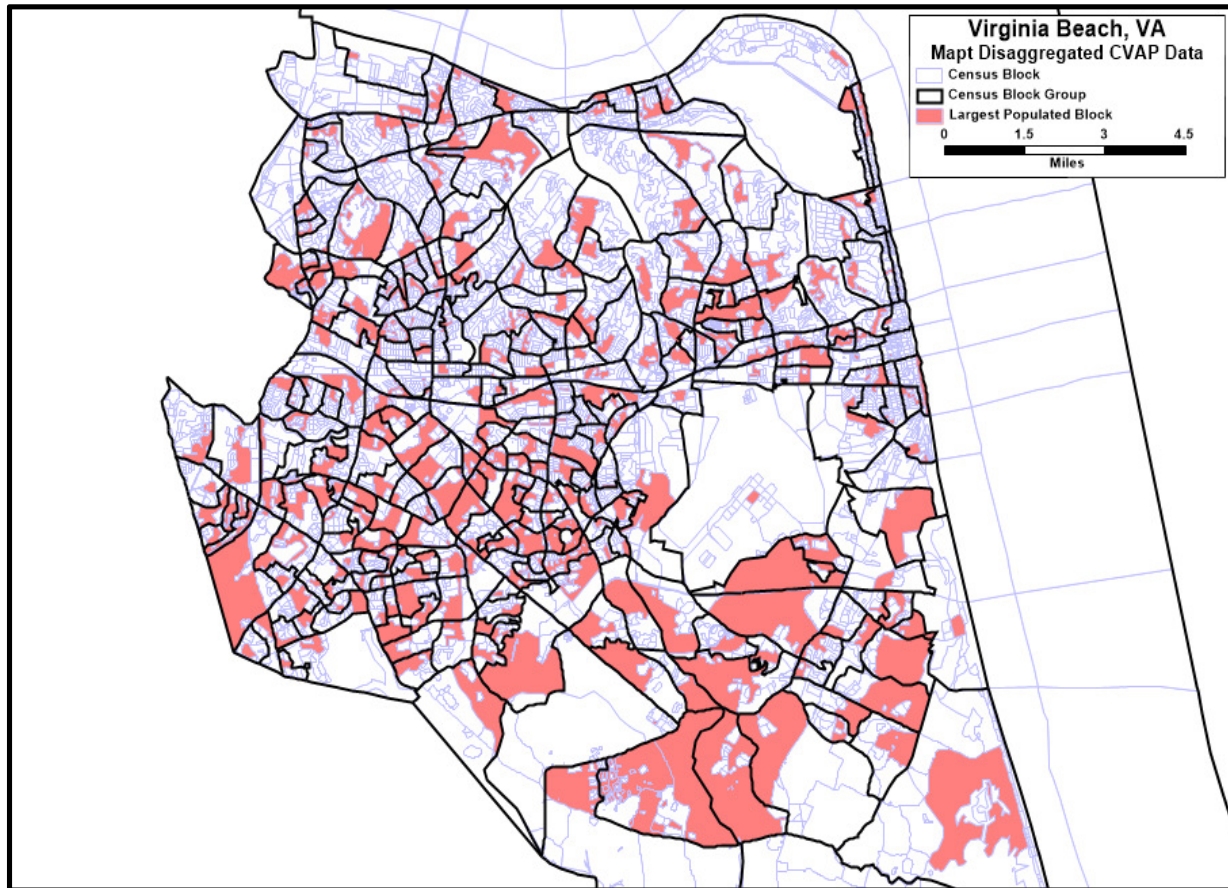 Virginia Beach, VA
Mapt Disaggregated CVAP Data
Census Block
Census Block Group
Largest Populated Block
0 1.5 3 4.5
Miles